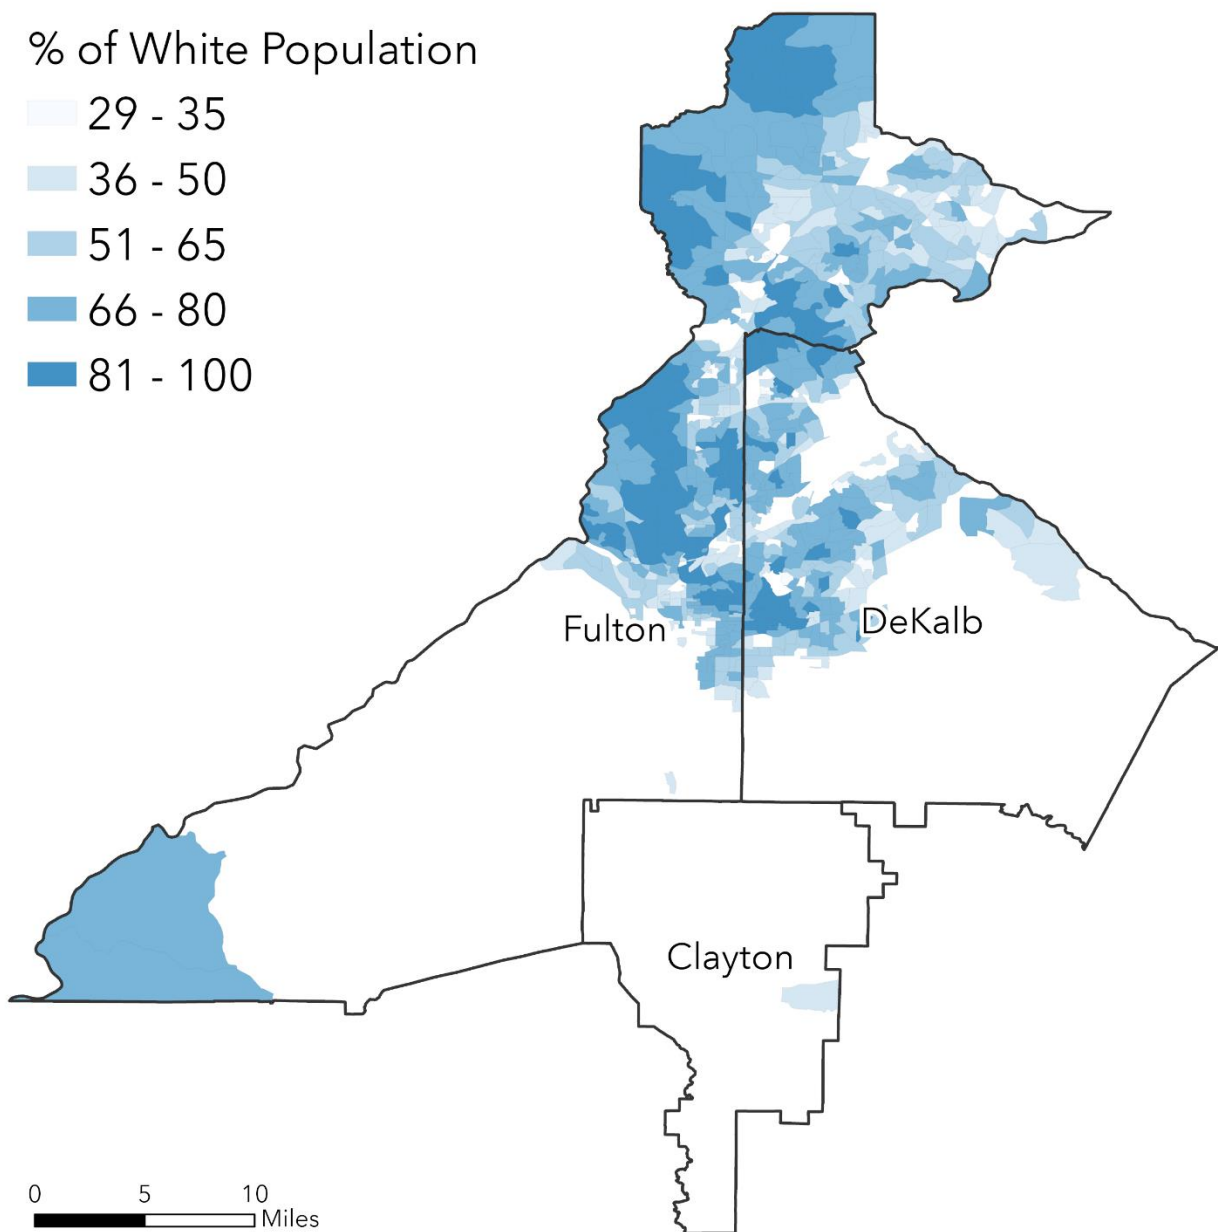 % of White Population
29 - 35
36 - 50
51 - 65
66 - 80
81 - 100
Fulton
DeKalb
Clayton
0 5 10
Miles